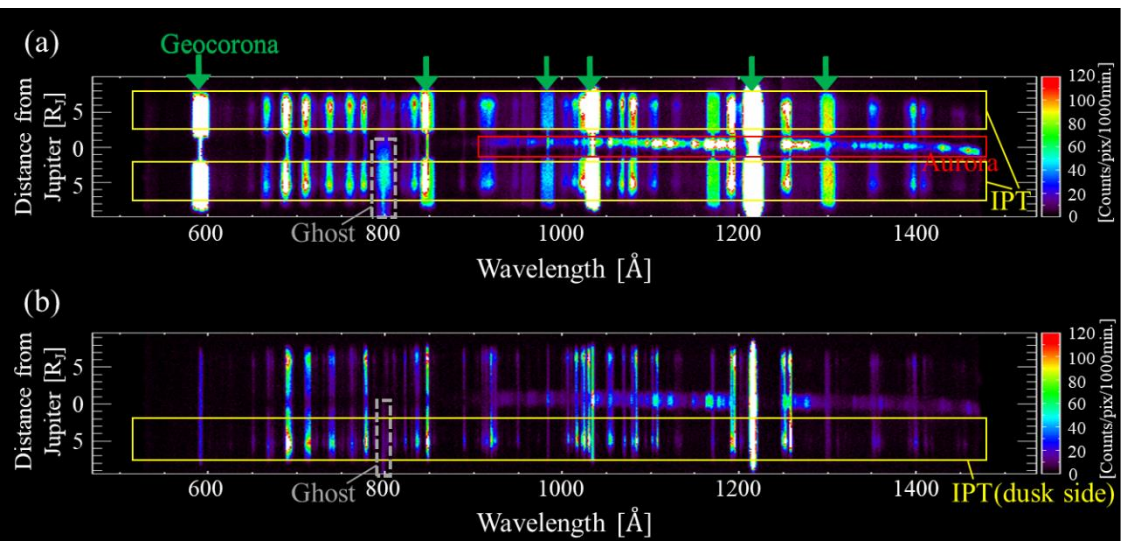 (a)
Geocorona
Distance from
Jupiter [RJ]
5
0
5
600
800
1000
1200
1400
Wavelength [Å]
Ghost
Aurora
IPT
120
100
80
60
40
20
0
[Counts/pix/1000min.]
(b)
Distance from
Jupiter [RJ]
5
0
5
600
800
1000
1200
1400
Wavelength [Å]
Ghost
IPT(dusk side)
120
100
80
60
40
20
0
[Counts/pix/1000min.]